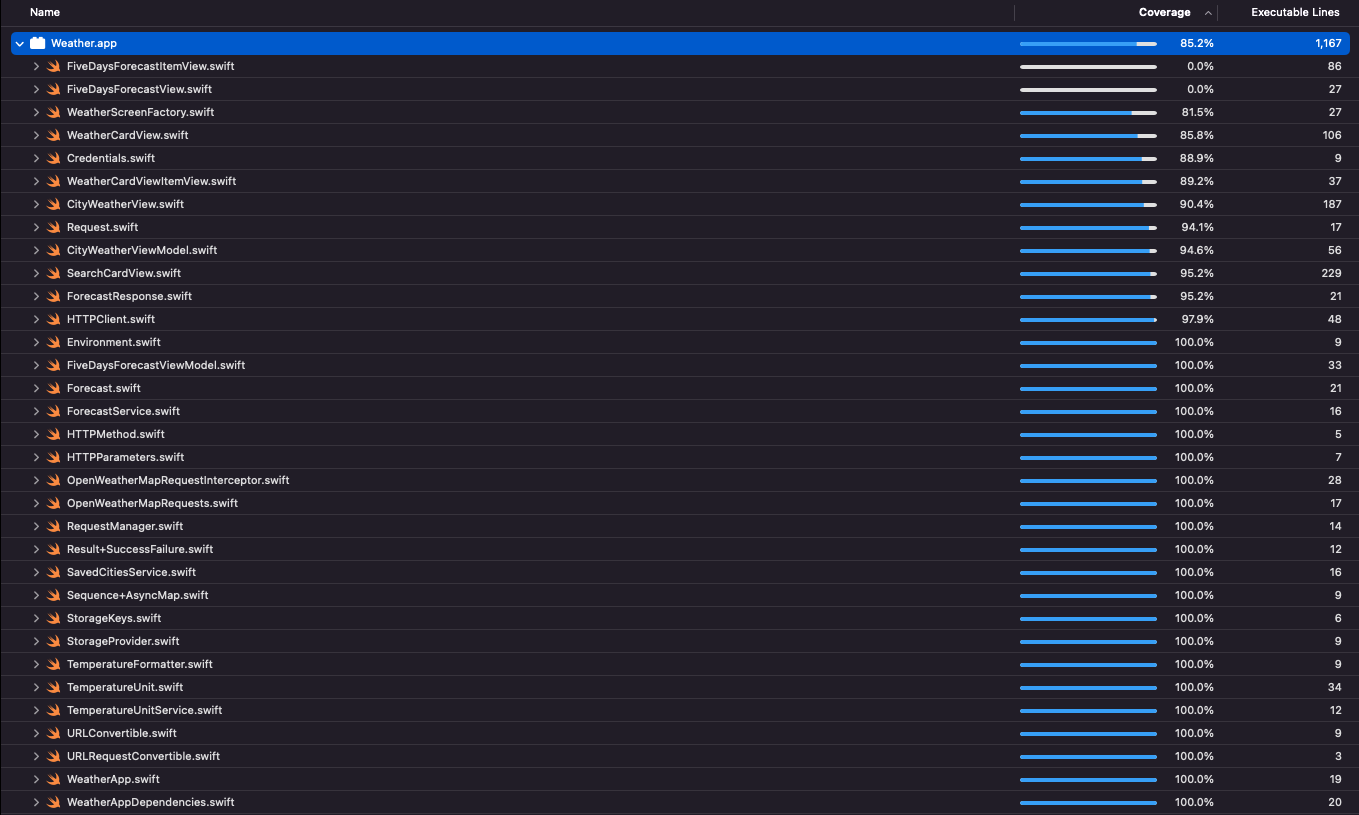 Name Coverage Executable Lines
Weather.app 85.2% 1,167
FiveDaysForecastItemView.swift 0.0% 86
FiveDaysForecastView.swift 0.0% 27
WeatherScreenFactory.swift 81.5% 27
WeatherCardView.swift 85.8% 106
Credentials.swift 88.9% 9
WeatherCardViewItemView.swift 89.2% 37
CityWeatherView.swift 90.4% 187
Request.swift 94.1% 17
CityWeatherViewModel.swift 94.6% 56
SearchCardView.swift 95.2% 229
ForecastResponse.swift 95.2% 21
HTTPClient.swift 97.9% 48
Environment.swift 100.0% 9
FiveDaysForecastViewModel.swift 100.0% 33
Forecast.swift 100.0% 21
ForecastService.swift 100.0% 16
HTTPMethod.swift 100.0% 5
HTTPParameters.swift 100.0% 7
OpenWeatherMapRequestInterceptor.swift 100.0% 28
OpenWeatherMapRequests.swift 100.0% 17
RequestManager.swift 100.0% 14
Result+SuccessFailure.swift 100.0% 12
SavedCitiesService.swift 100.0% 16
Sequence+AsyncMap.swift 100.0% 9
StorageKeys.swift 100.0% 6
StorageProvider.swift 100.0% 9
TemperatureFormatter.swift 100.0% 9
TemperatureUnit.swift 100.0% 34
TemperatureUnitService.swift 100.0% 12
URLConvertible.swift 100.0% 9
URLRequestConvertible.swift 100.0% 3
WeatherApp.swift 100.0% 19
WeatherAppDependencies.swift 100.0% 20